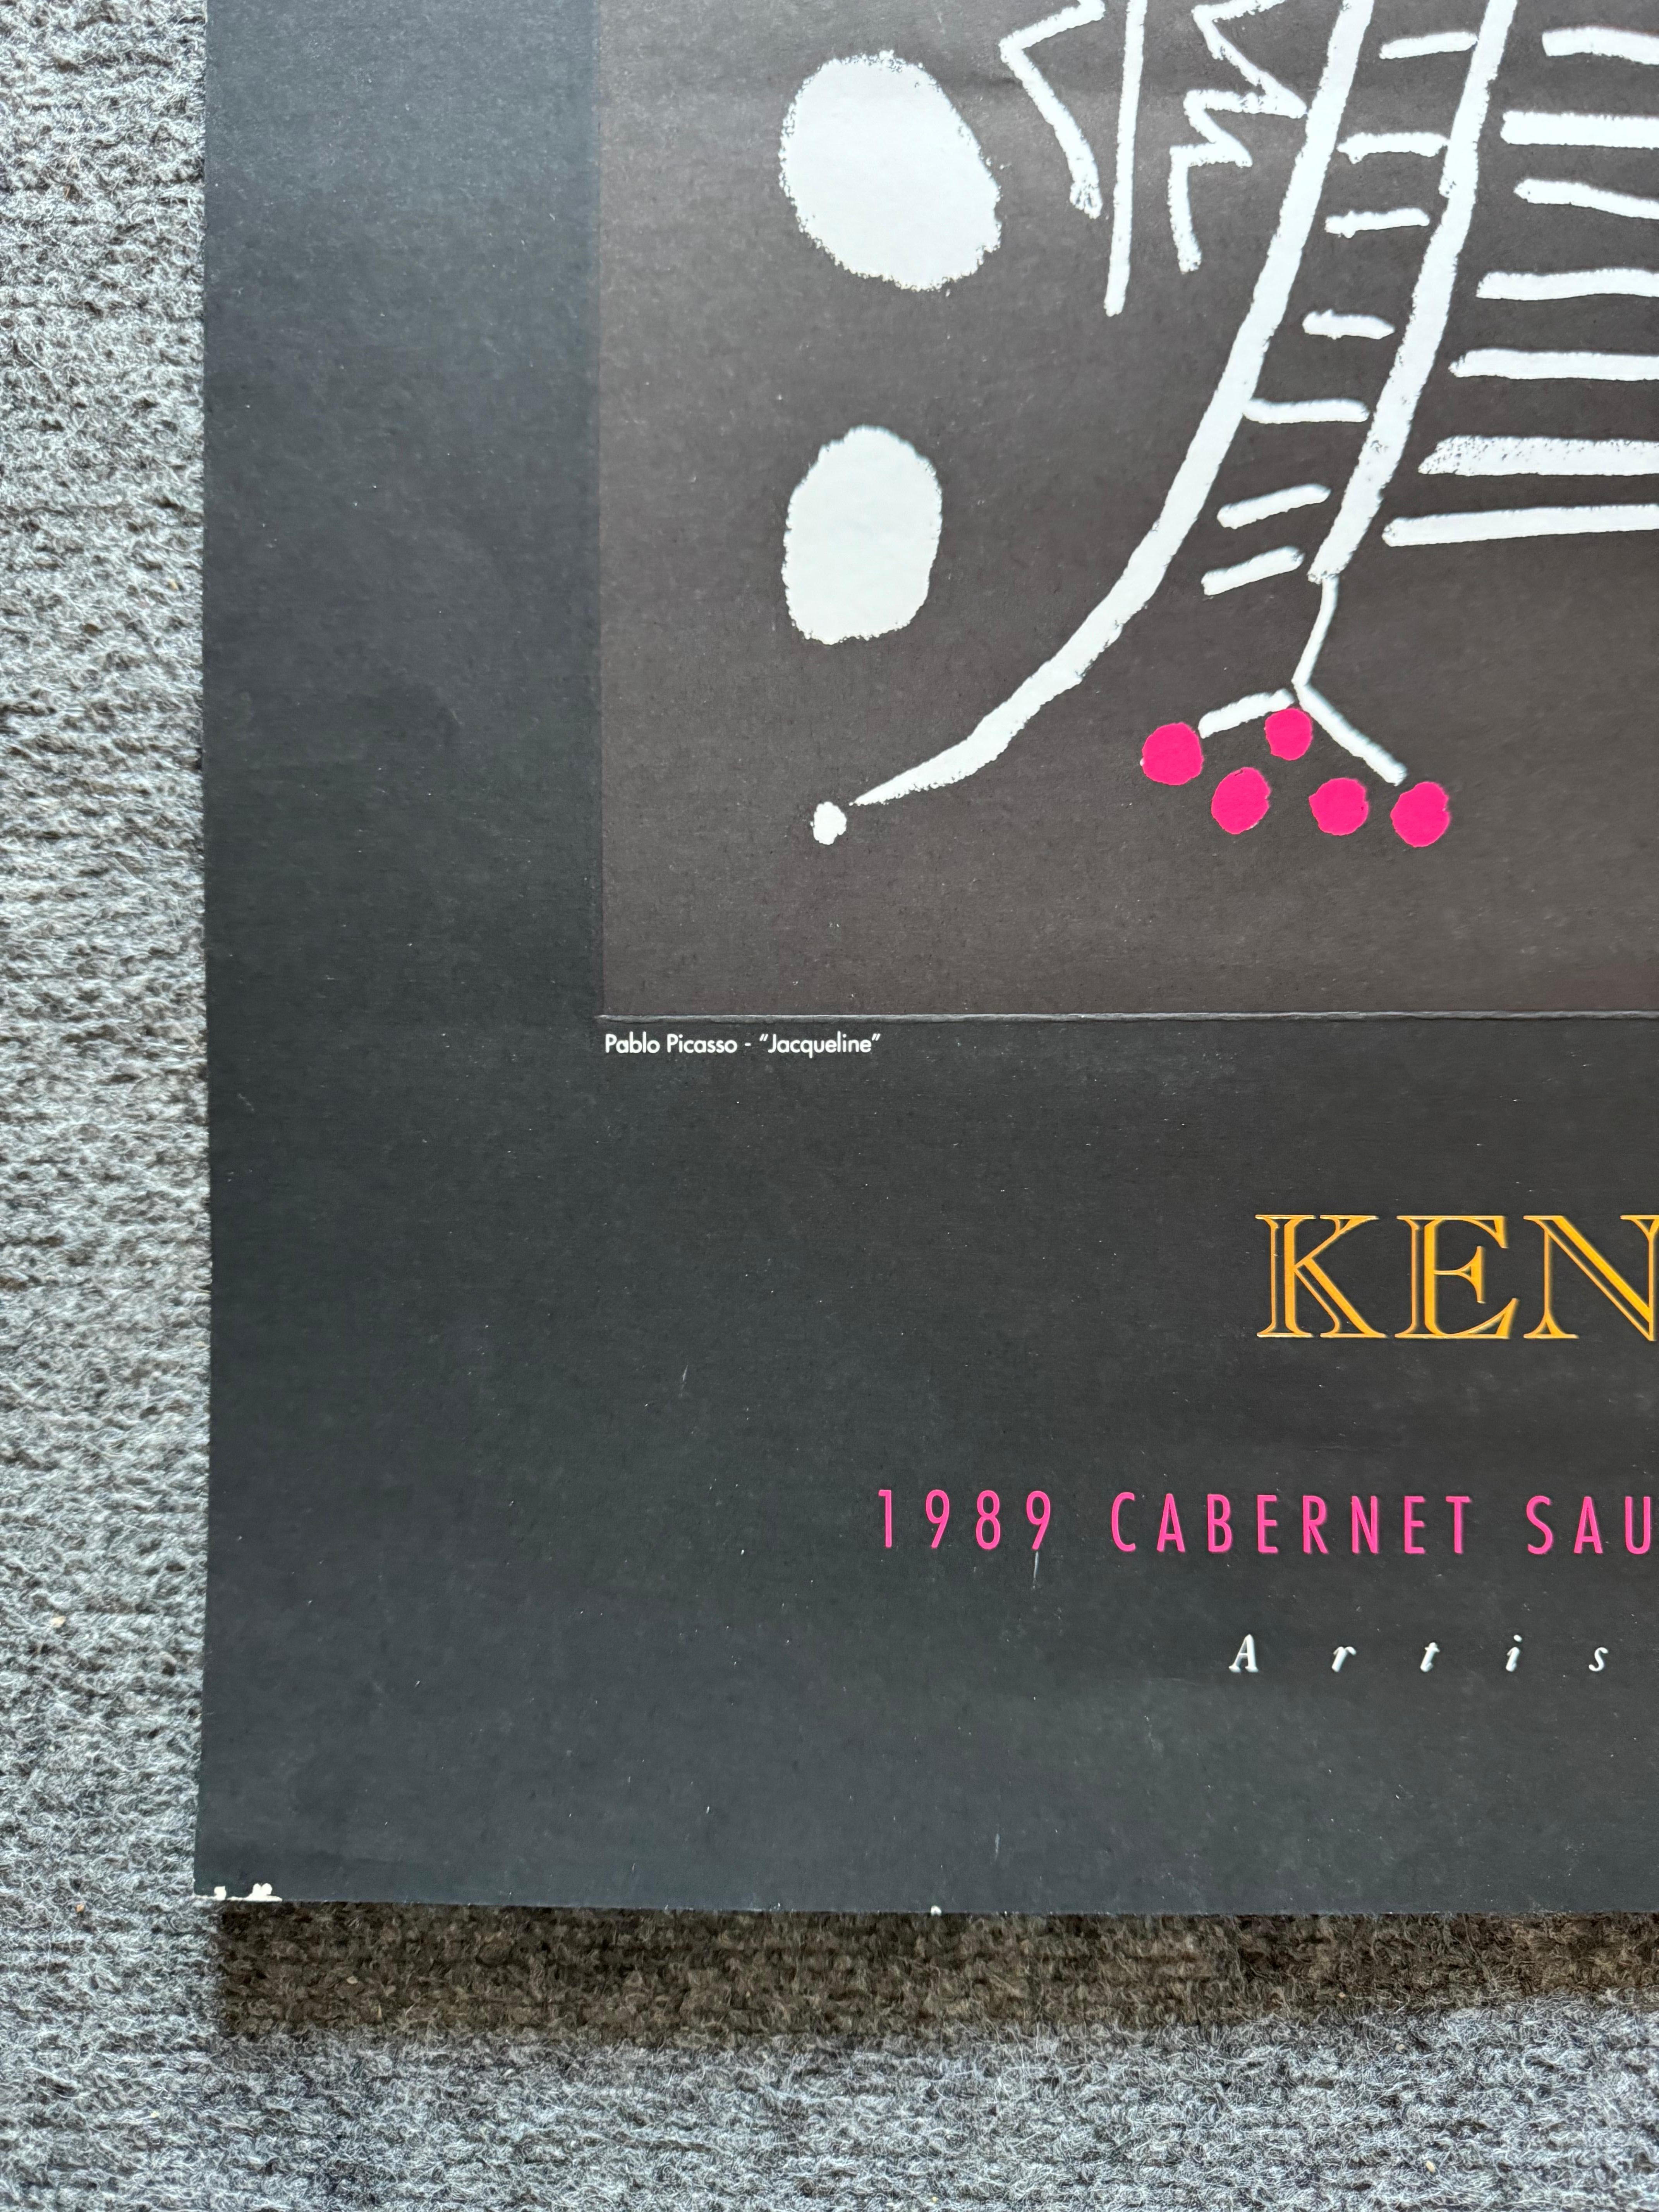 Pablo Picasso - “Jacqueline”
KEN
1989 CABERNET SAU
Artis